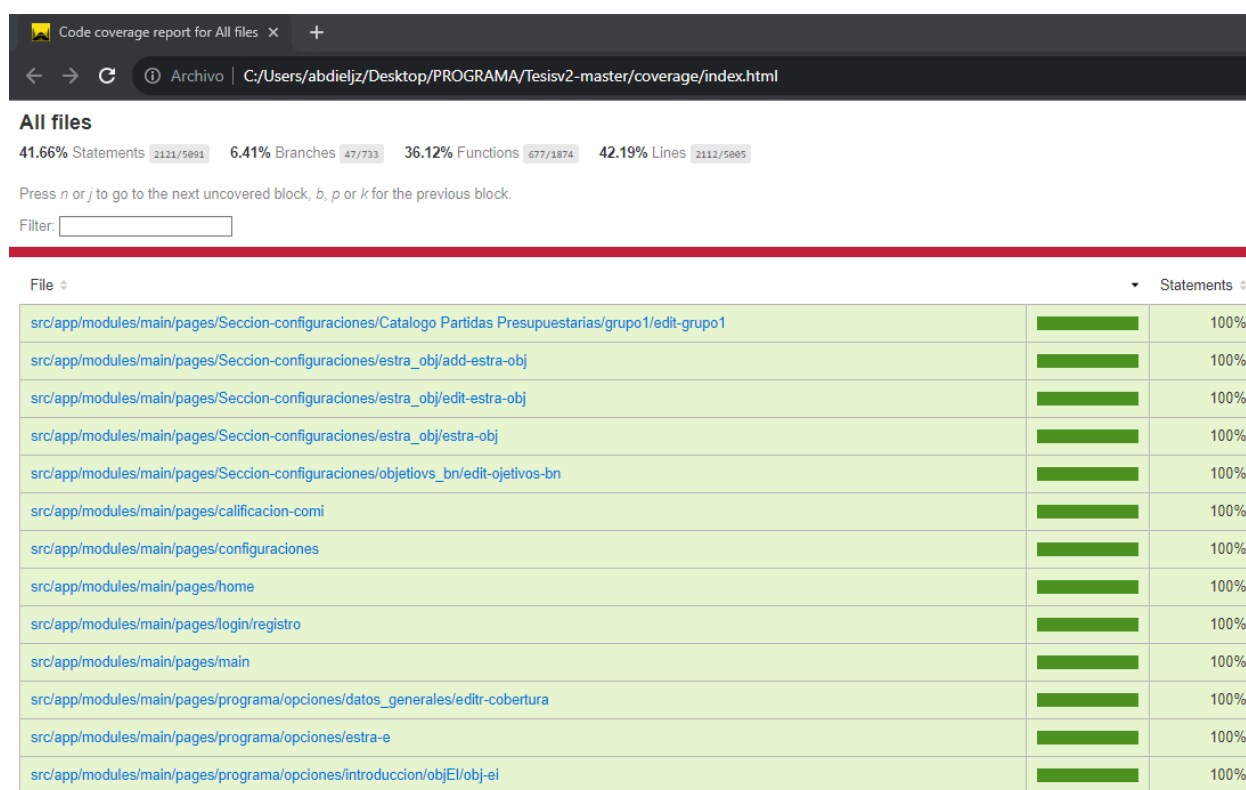 Code coverage report for All files
Archivo C:/Users/abdieljz/Desktop/PROGRAMA/Tesisv2-master/coverage/index.html
All files
41.66% Statements 2121/5091 6.41% Branches 47/733 36.12% Functions 677/1874 42.19% Lines 2112/5005
Press n or j to go to the next uncovered block, b, p or k for the previous block.
Filter:
File Statements
src/app/modules/main/pages/Seccion-configuraciones/Catalogo Partidas Presupuestarias/grupo1/edit-grupo1 100%
src/app/modules/main/pages/Seccion-configuraciones/estra_obj/add-estra-obj 100%
src/app/modules/main/pages/Seccion-configuraciones/estra_obj/edit-estra-obj 100%
src/app/modules/main/pages/Seccion-configuraciones/estra_obj/estra-obj 100%
src/app/modules/main/pages/Seccion-configuraciones/objetiovs_bn/edit-ojetivos-bn 100%
src/app/modules/main/pages/calificacion-comi 100%
src/app/modules/main/pages/configuraciones 100%
src/app/modules/main/pages/home 100%
src/app/modules/main/pages/login/registro 100%
src/app/modules/main/pages/main 100%
src/app/modules/main/pages/programa/opciones/datos_generales/editr-cobertura 100%
src/app/modules/main/pages/programa/opciones/estra-e 100%
src/app/modules/main/pages/programa/opciones/introduccion/objEI/obj-ei 100%